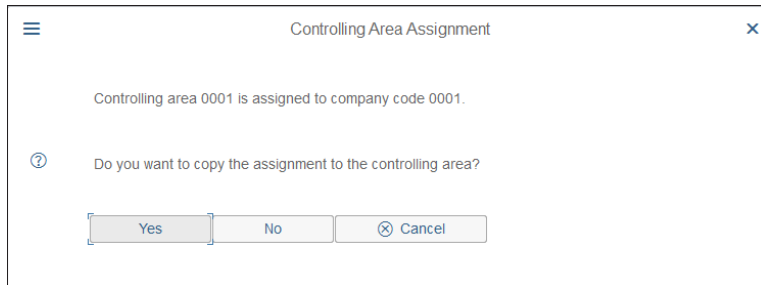 Controlling Area Assignment
Controlling area 0001 is assigned to company code 0001.
Do you want to copy the assignment to the controlling area?
Yes No Cancel